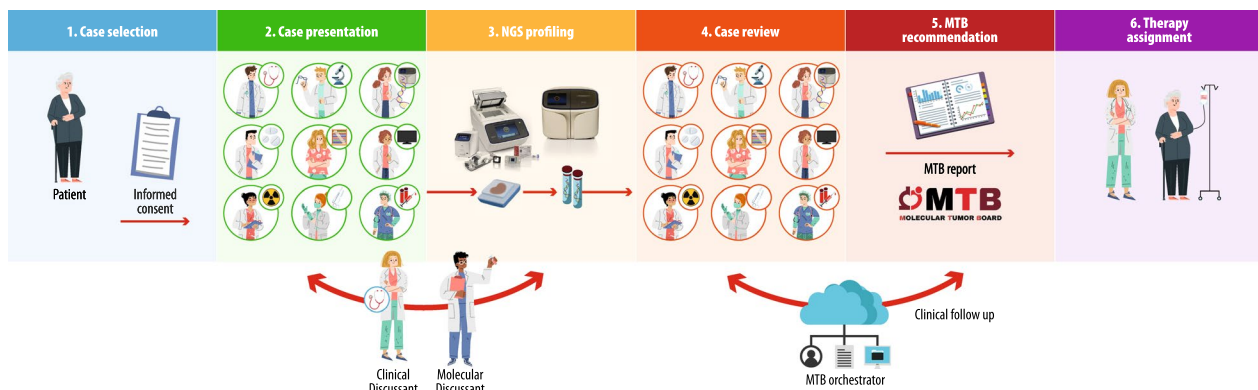 1. Case selection
2. Case presentation
3. NGS profiling
4. Case review
5. MTB
recommendation
6. Therapy
assignment
Patient
Informed
consent
MTB report
MTB
MOLECULAR TUMOR BOARD
Clinical
Discussant
Molecular
Discussant
Clinical follow up
MTB orchestrator